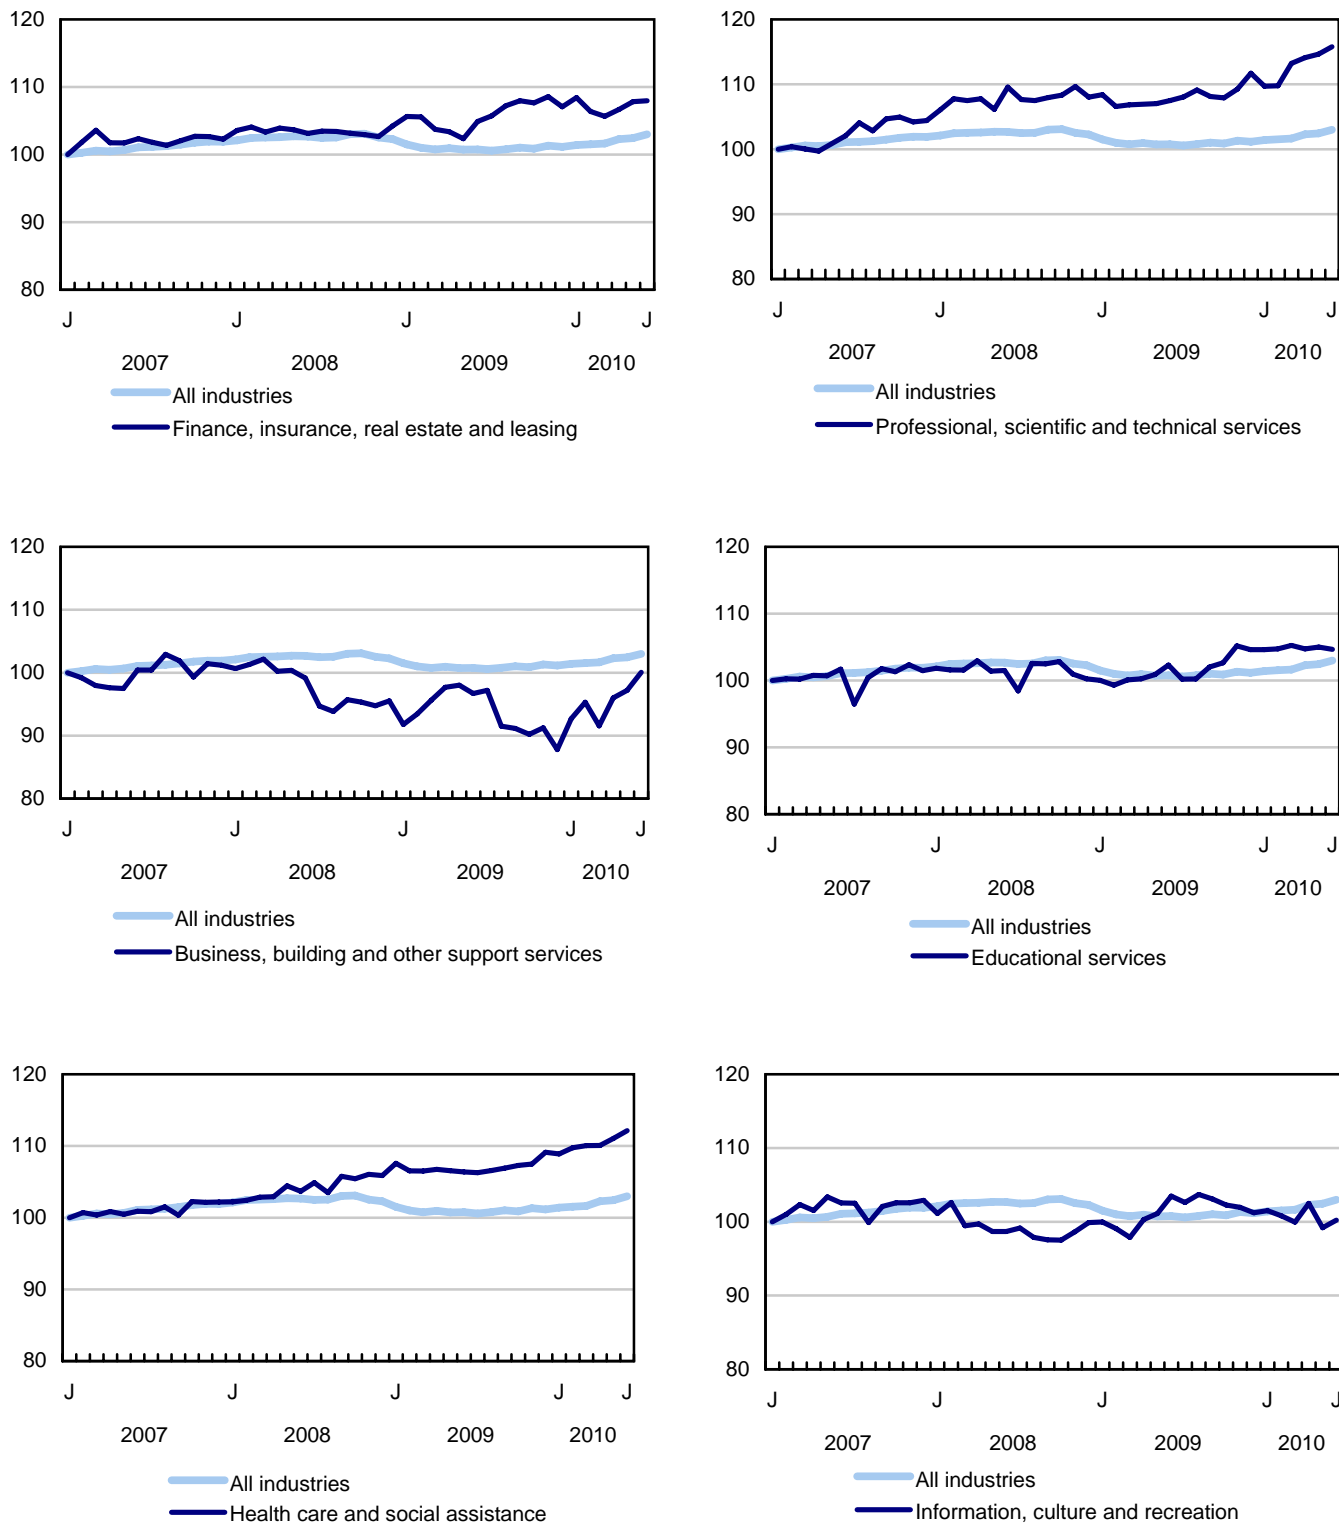 120
110
100
90
80
J J J J J
2007 2008 2009 2010
All industries
Finance, insurance, real estate and leasing
120
110
100
90
80
J J J J J
2007 2008 2009 2010
All industries
Professional, scientific and technical services
120
110
100
90
80
J J J J J
2007 2008 2009 2010
All industries
Business, building and other support services
120
110
100
90
80
J J J J J
2007 2008 2009 2010
All industries
Educational services
120
110
100
90
80
J J J J J
2007 2008 2009 2010
All industries
Health care and social assistance
120
110
100
90
80
J J J J J
2007 2008 2009 2010
All industries
Information, culture and recreation